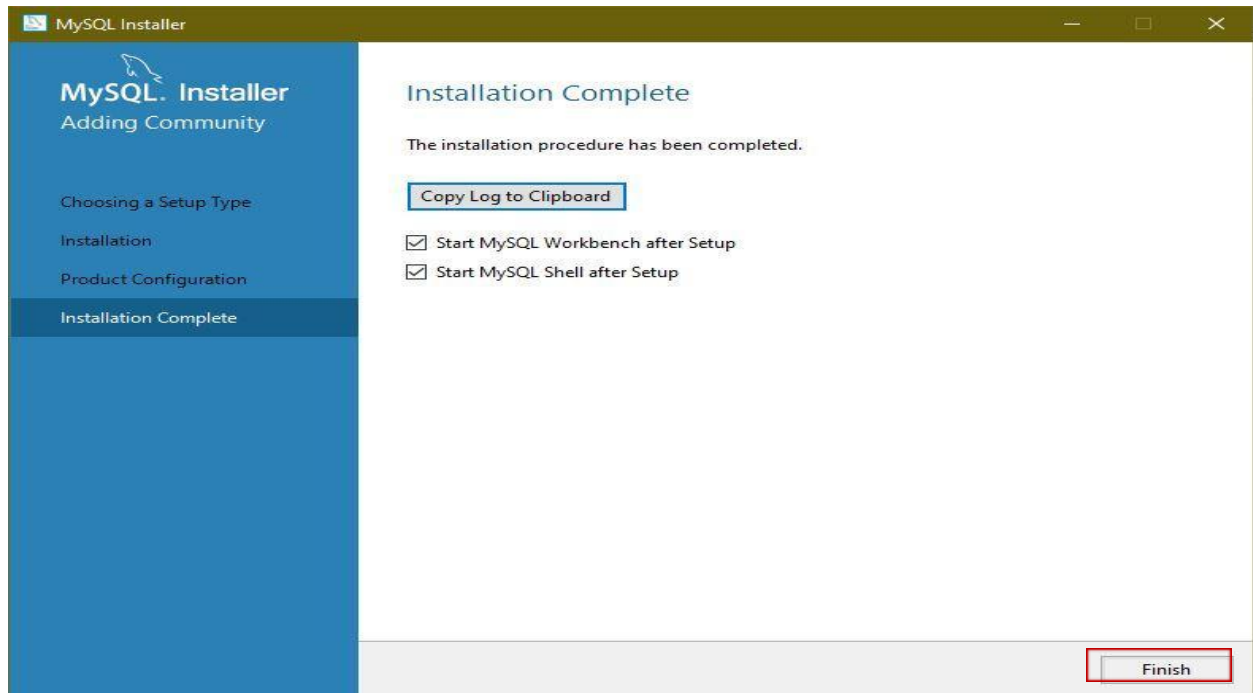 MySQL Installer
MySQL. Installer
Adding Community
Choosing a Setup Type
Installation
Product Configuration
Installation Complete
Installation Complete
The installation procedure has been completed.
Copy Log to Clipboard
Start MySQL Workbench after Setup
Start MySQL Shell after Setup
Finish